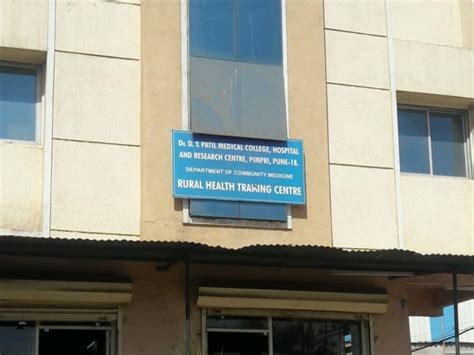 Dr. D. Y. PATIL MEDICAL COLLEGE, HOSPITAL
AND RESEARCH CENTRE, PIMPRI, PUNE-18.
DEPARTMENT OF COMMUNITY MEDICINE
RURAL HEALTH TRAINING CENTRE